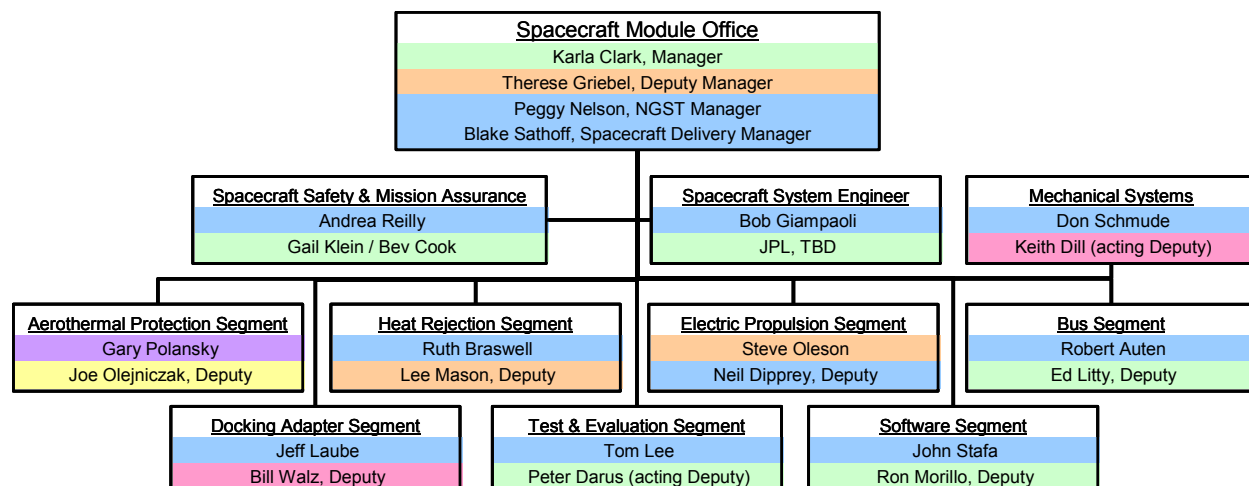 Spacecraft Module Office
Karla Clark, Manager
Therese Griebel, Deputy Manager
Peggy Nelson, NGST Manager
Blake Sathoff, Spacecraft Delivery Manager
Spacecraft Safety & Mission Assurance
Andrea Reilly
Gail Klein / Bev Cook
Spacecraft System Engineer
Bob Giampaoli
JPL, TBD
Mechanical Systems
Don Schmude
Keith Dill (acting Deputy)
Aerothermal Protection Segment
Gary Polansky
Joe Olejniczak, Deputy
Heat Rejection Segment
Ruth Braswell
Lee Mason, Deputy
Electric Propulsion Segment
Steve Oleson
Neil Dipprey, Deputy
Bus Segment
Robert Auten
Ed Litty, Deputy
Docking Adapter Segment
Jeff Laube
Bill Walz, Deputy
Test & Evaluation Segment
Tom Lee
Peter Darus (acting Deputy)
Software Segment
John Stafa
Ron Morillo, Deputy